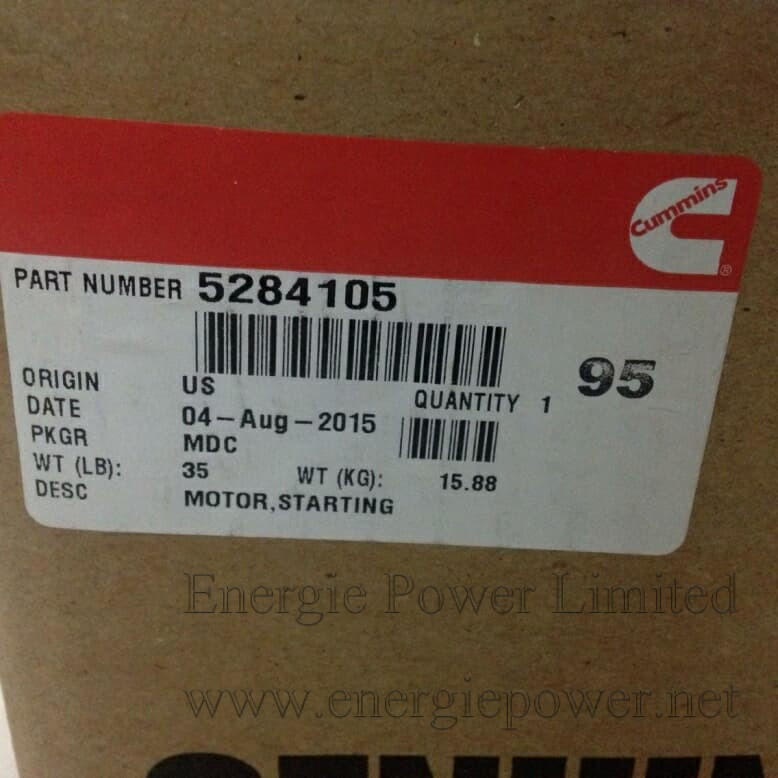 Cummins
®
PART NUMBER 5284105
95
ORIGIN US
QUANTITY 1
DATE 04-Aug-2015
PKGR MDC
WT (LB): 35 WT (KG): 15.88
DESC MOTOR,STARTING
Energie Power Limited
www.energiepower.net